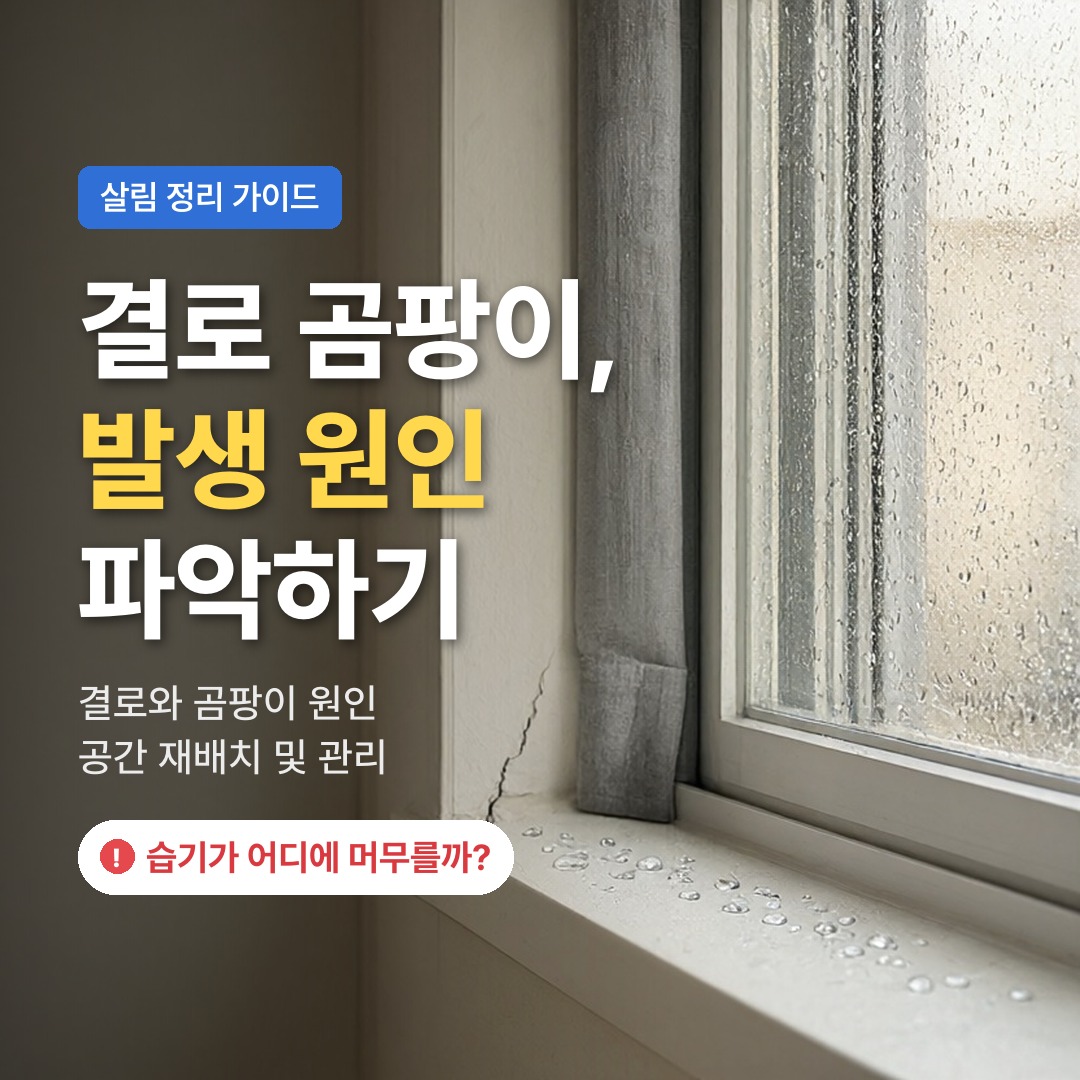 살림 정리 가이드
결로 곰팡이,
발생 원인
파악하기
결로와 곰팡이 원인
공간 재배치 및 관리
! 습기가 어디에 머무를까?